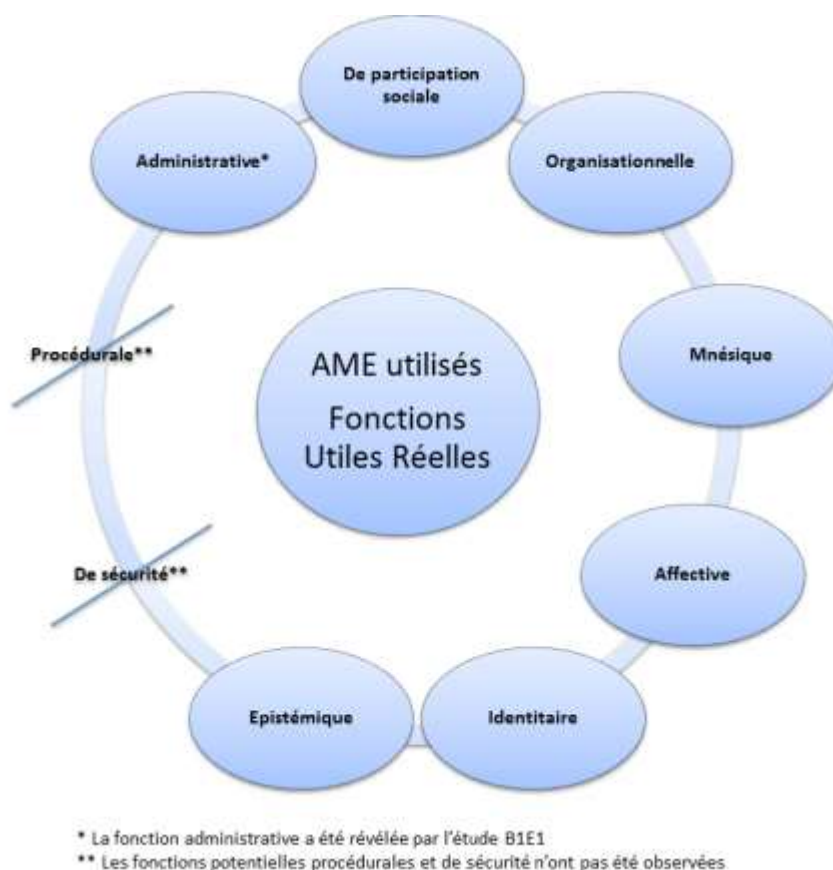 De participation
sociale
Administrative*
Organisationnelle
Procédurale**
Mnésique
AME utilisés
Fonctions
Utiles Réelles
De sécurité**
Affective
Epistémique
Identitaire
* La fonction administrative a été révélée par l'étude B1E1
** Les fonctions potentielles procédurales et de sécurité n'ont pas été observées